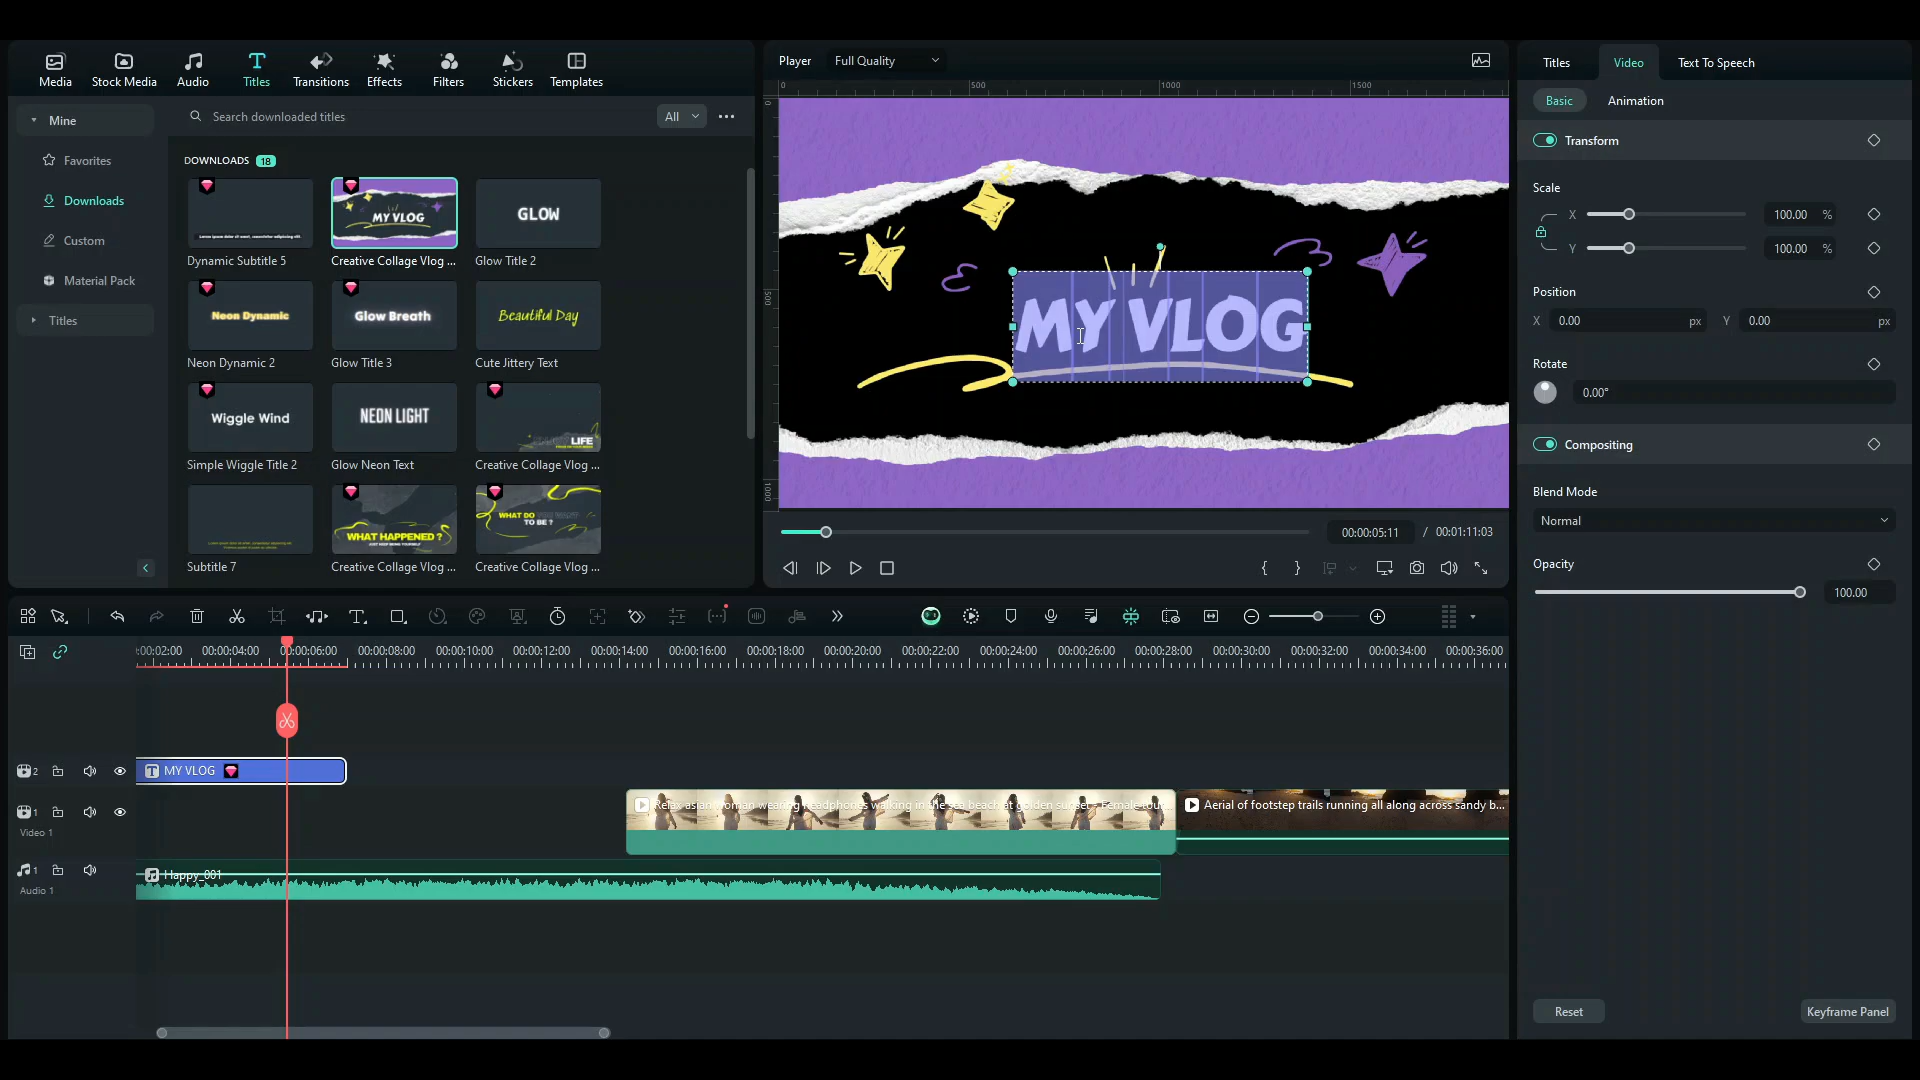 Media
Stock Media
Audio
Titles
Transitions
Effects
Filters
Stickers
Templates
Mine
Favorites
Downloads
Custom
Material Pack
Titles
Search downloaded titles
All
DOWNLOADS 18
Dynamic Subtitle 5
MY VLOG
Creative Collage Vlog ...
GLOW
Glow Title 2
Neon Dynamic
Neon Dynamic 2
Glow Breath
Glow Title 3
Beautiful Day
Cute Jittery Text
Wiggle Wind
Simple Wiggle Title 2
NEON LIGHT
Glow Neon Text
LIFE
Creative Collage Vlog ...
Subtitle 7
WHAT HAPPENED ?
JUST KEEP BEING YOURSELF
Creative Collage Vlog ...
WHAT DO YOU WANT
TO BE ?
Creative Collage Vlog ...
Player
Full Quality
0 500 1000 1500
0
500
1000
MY VLOG
00:00:05:11 / 00:01:11:03
Titles
Video
Text To Speech
Basic
Animation
Transform
Scale
X 100.00 %
Y 100.00 %
Position
X 0.00 px Y 0.00 px
Rotate
0.00°
Compositing
Blend Mode
Normal
Opacity
100.00
Reset
Keyframe Panel
:00:02:00 00:00:04:00 00:00:06:00 00:00:08:00 00:00:10:00 00:00:12:00 00:00:14:00 00:00:16:00 00:00:18:00 00:00:20:00 00:00:22:00 00:00:24:00 00:00:26:00 00:00:28:00 00:00:30:00 00:00:32:00 00:00:34:00 00:00:36:00
2
T MY VLOG
1
Video 1
Relax asian woman wearing headphones walking in the sea beach at golden sunset - Female tour...
Aerial of footstep trails running all along across sandy b...
1
Audio 1
Happy_001